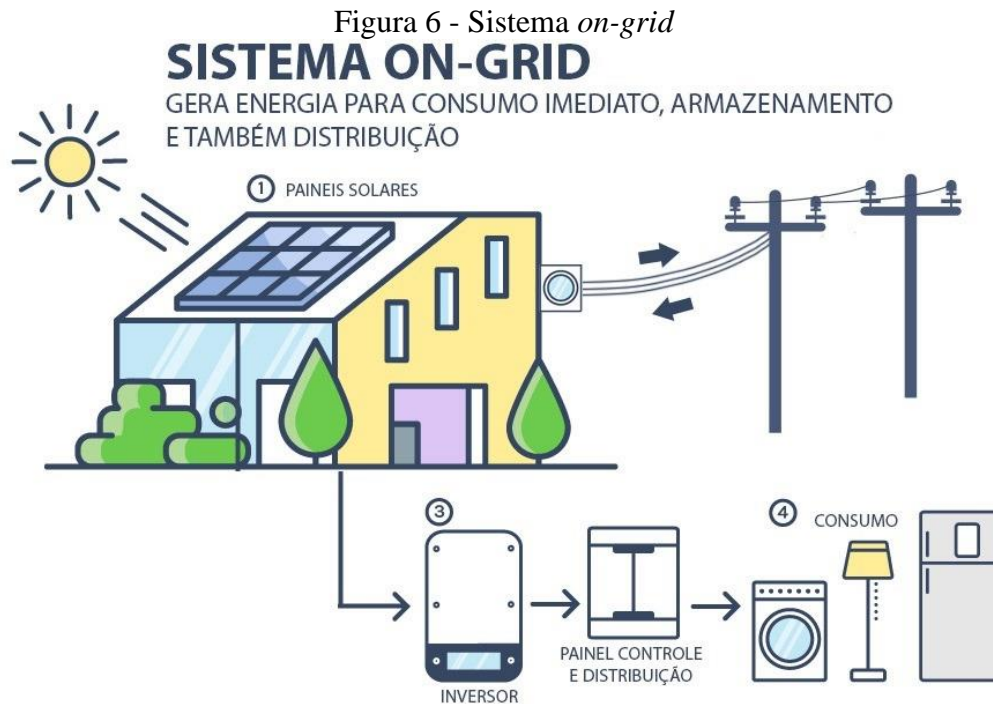 Figura 6 - Sistema on-grid
SISTEMA ON-GRID
GERA ENERGIA PARA CONSUMO IMEDIATO, ARMAZENAMENTO
E TAMBÉM DISTRIBUIÇÃO
1 PAINEIS SOLARES
3
INVERSOR
PAINEL CONTROLE
E DISTRIBUIÇÃO
4 CONSUMO